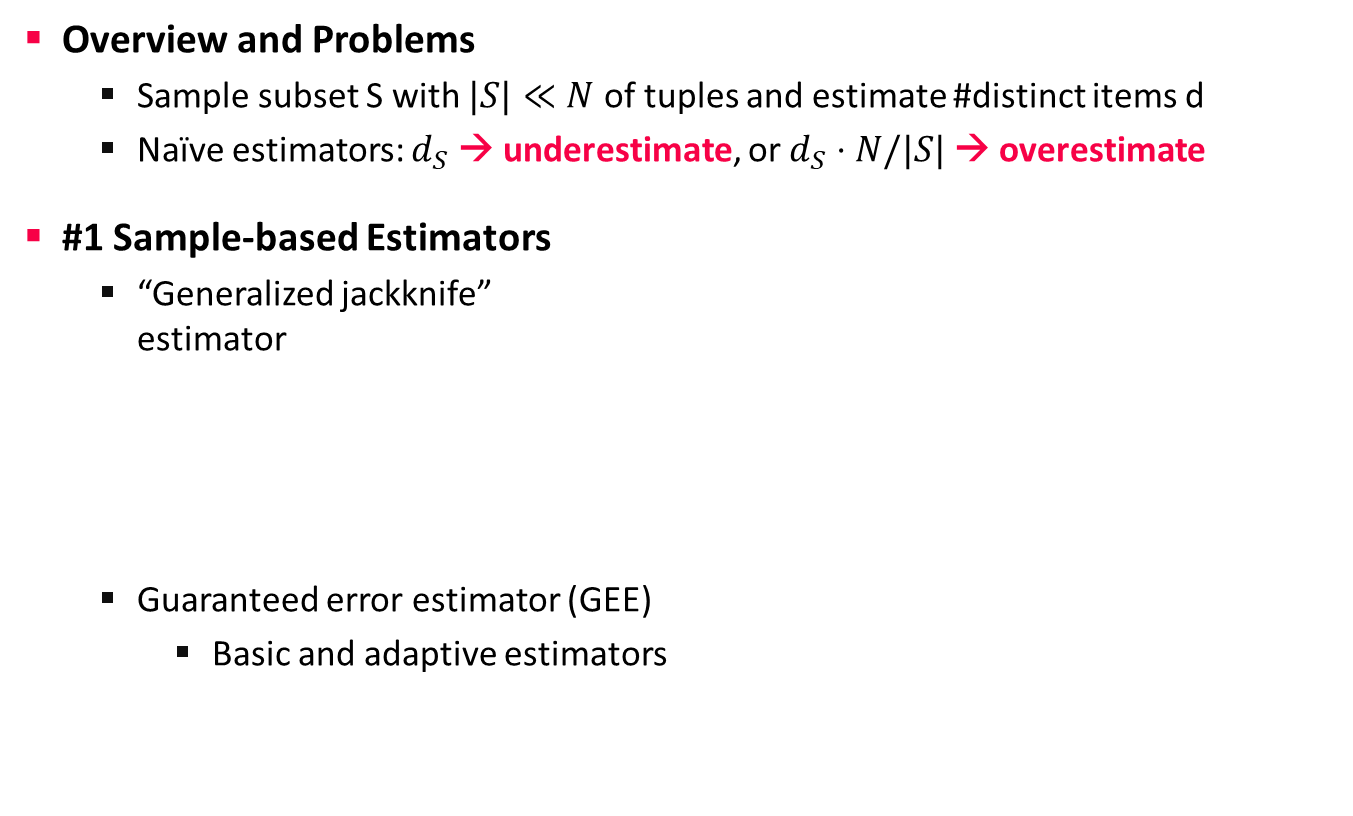 ▪ Overview and Problems
▪ Sample subset S with |S| ≪ N of tuples and estimate #distinct items d
▪ Naïve estimators: d_S → underestimate, or d_S · N/|S| → overestimate
▪ #1 Sample-based Estimators
▪ “Generalized jackknife”
estimator
▪ Guaranteed error estimator (GEE)
▪ Basic and adaptive estimators